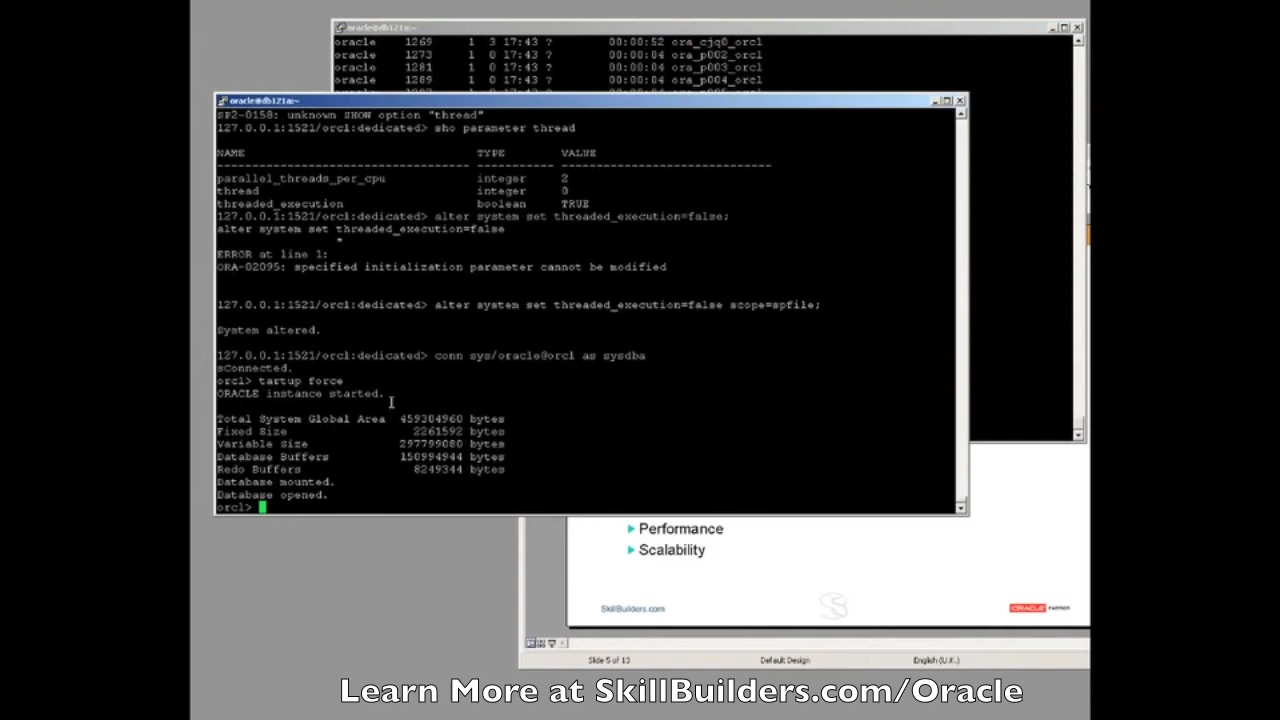 oracle@db121a:~
oracle 1269 1 3 17:43 ? 00:00:52 ora_cjq0_orcl
oracle 1273 1 0 17:43 ? 00:00:04 ora_p002_orcl
oracle 1281 1 0 17:43 ? 00:00:04 ora_p003_orcl
oracle 1289 1 0 17:43 ? 00:00:04 ora_p004_orcl
oracle@db121a:~
SP2-0158: unknown SHOW option "thread"
127.0.0.1:1521/orcl:dedicated> sho parameter thread
NAME TYPE VALUE
------------------------------------ ----------- ------------------------------
parallel_threads_per_cpu integer 2
thread integer 0
threaded_execution boolean TRUE
127.0.0.1:1521/orcl:dedicated> alter system set threaded_execution=false;
alter system set threaded_execution=false
*
ERROR at line 1:
ORA-02095: specified initialization parameter cannot be modified
127.0.0.1:1521/orcl:dedicated> alter system set threaded_execution=false scope=spfile;
System altered.
127.0.0.1:1521/orcl:dedicated> conn sys/oracle@orcl as sysdba
sConnected.
orcl> tartup force
ORACLE instance started.
Total System Global Area 459304960 bytes
Fixed Size 2261592 bytes
Variable Size 297799080 bytes
Database Buffers 150994944 bytes
Redo Buffers 8249344 bytes
Database mounted.
Database opened.
orcl>
Performance
Scalability
SkillBuilders.com
ORACLE PARTNER
Slide 5 of 13 Default Design English (U.K.)
Learn More at SkillBuilders.com/Oracle